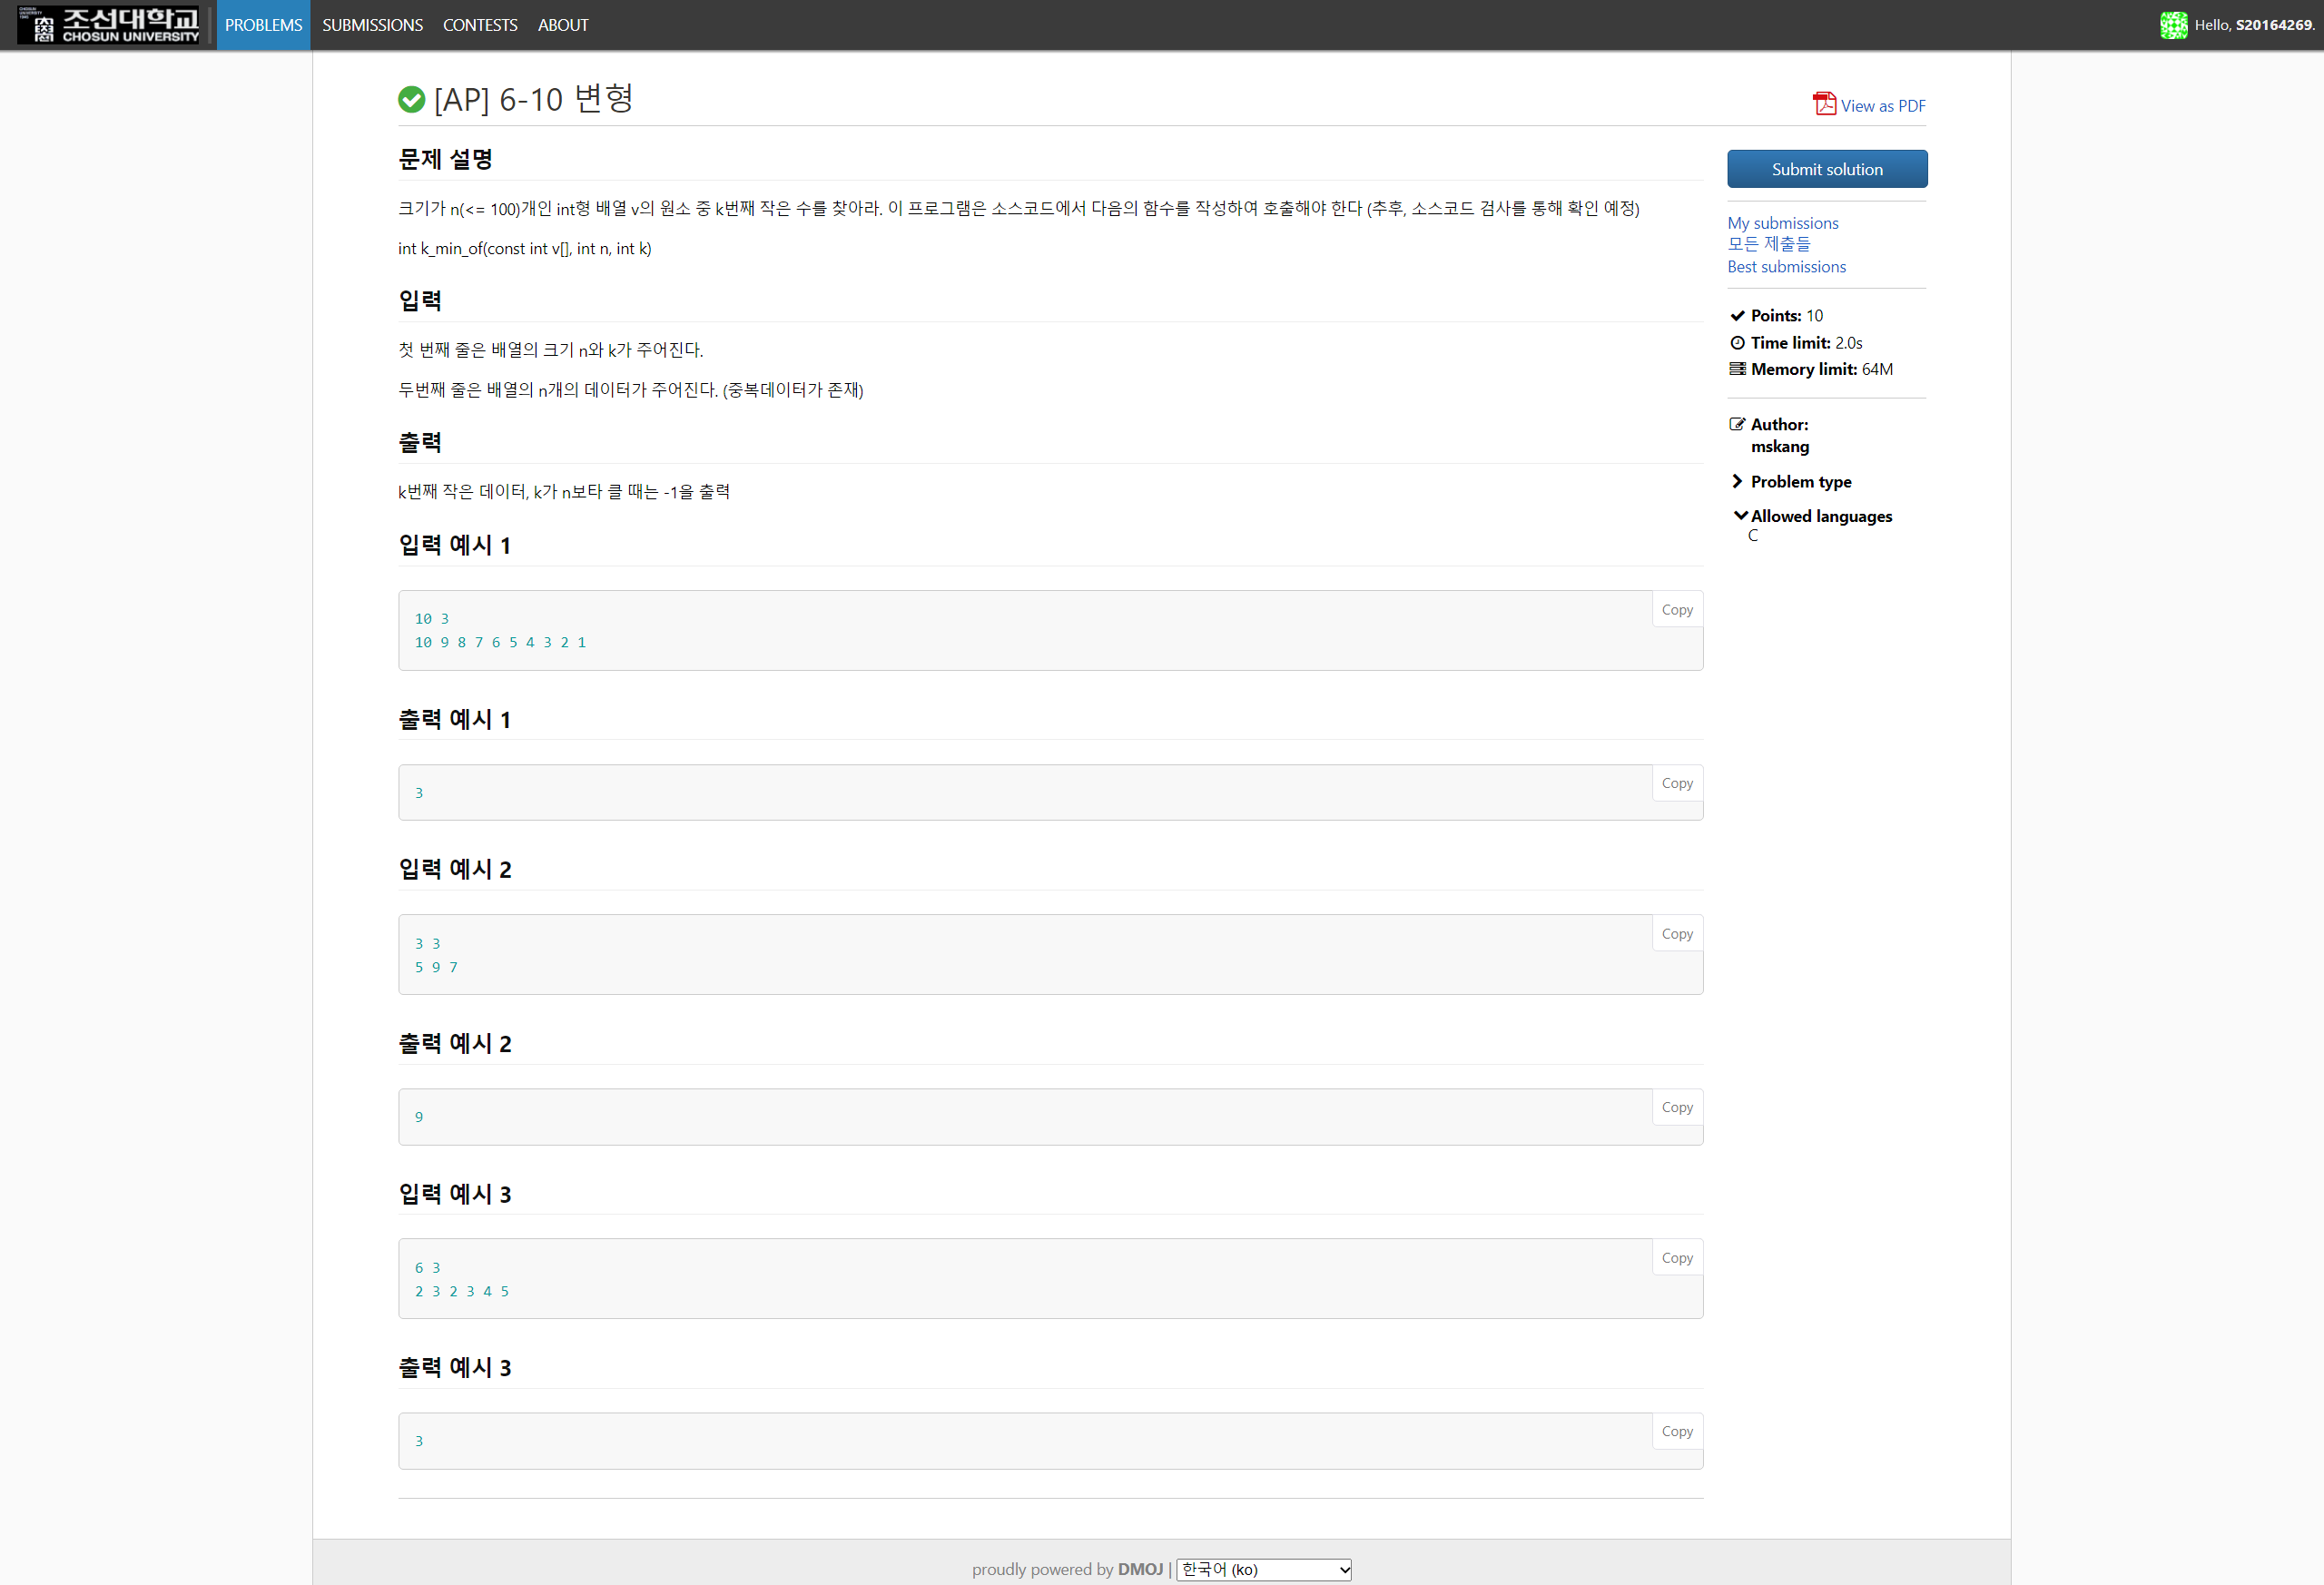 조선대학교
CHOSUN UNIVERSITY
PROBLEMS SUBMISSIONS CONTESTS ABOUT
Hello, S20164269.
[AP] 6-10 변형
View as PDF
문제 설명
크기가 n(<= 100)개인 int형 배열 v의 원소 중 k번째 작은 수를 찾아라. 이 프로그램은 소스코드에서 다음의 함수를 작성하여 호출해야 한다 (추후, 소스코드 검사를 통해 확인 예정)
int k_min_of(const int v[], int n, int k)
입력
첫 번째 줄은 배열의 크기 n와 k가 주어진다.
두번째 줄은 배열의 n개의 데이터가 주어진다. (중복데이터가 존재)
출력
k번째 작은 데이터, k가 n보타 클 때는 -1을 출력
입력 예시 1
Copy
10 3
10 9 8 7 6 5 4 3 2 1
출력 예시 1
Copy
3
입력 예시 2
Copy
3 3
5 9 7
출력 예시 2
Copy
9
입력 예시 3
Copy
6 3
2 3 2 3 4 5
출력 예시 3
Copy
3
Submit solution
My submissions
모든 제출들
Best submissions
Points: 10
Time limit: 2.0s
Memory limit: 64M
Author:
mskang
Problem type
Allowed languages
C
proudly powered by DMOJ | 한국어 (ko)